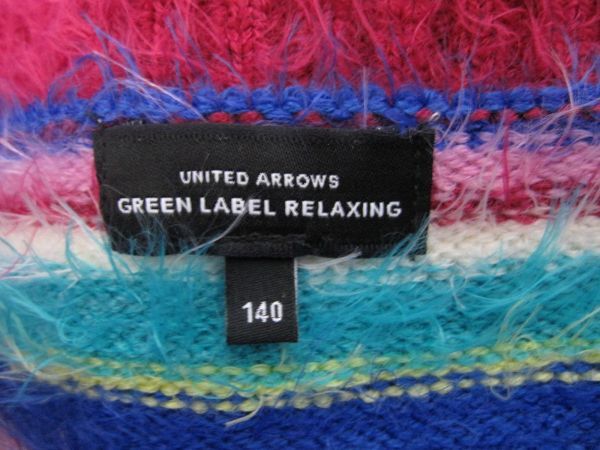 UNITED ARROWS
GREEN LABEL RELAXING
140